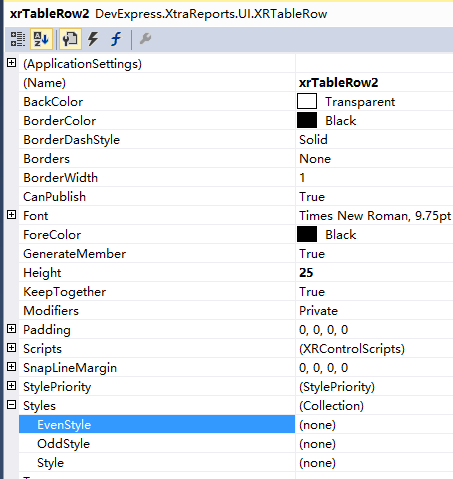 xrTableRow2 DevExpress.XtraReports.UI.XRTableRow
(ApplicationSettings)
(Name) xrTableRow2
BackColor Transparent
BorderColor Black
BorderDashStyle Solid
Borders None
BorderWidth 1
CanPublish True
Font Times New Roman, 9.75pt
ForeColor Black
GenerateMember True
Height 25
KeepTogether True
Modifiers Private
Padding 0, 0, 0, 0
Scripts (XRControlScripts)
SnapLineMargin 0, 0, 0, 0
StylePriority (StylePriority)
Styles (Collection)
EvenStyle (none)
OddStyle (none)
Style (none)